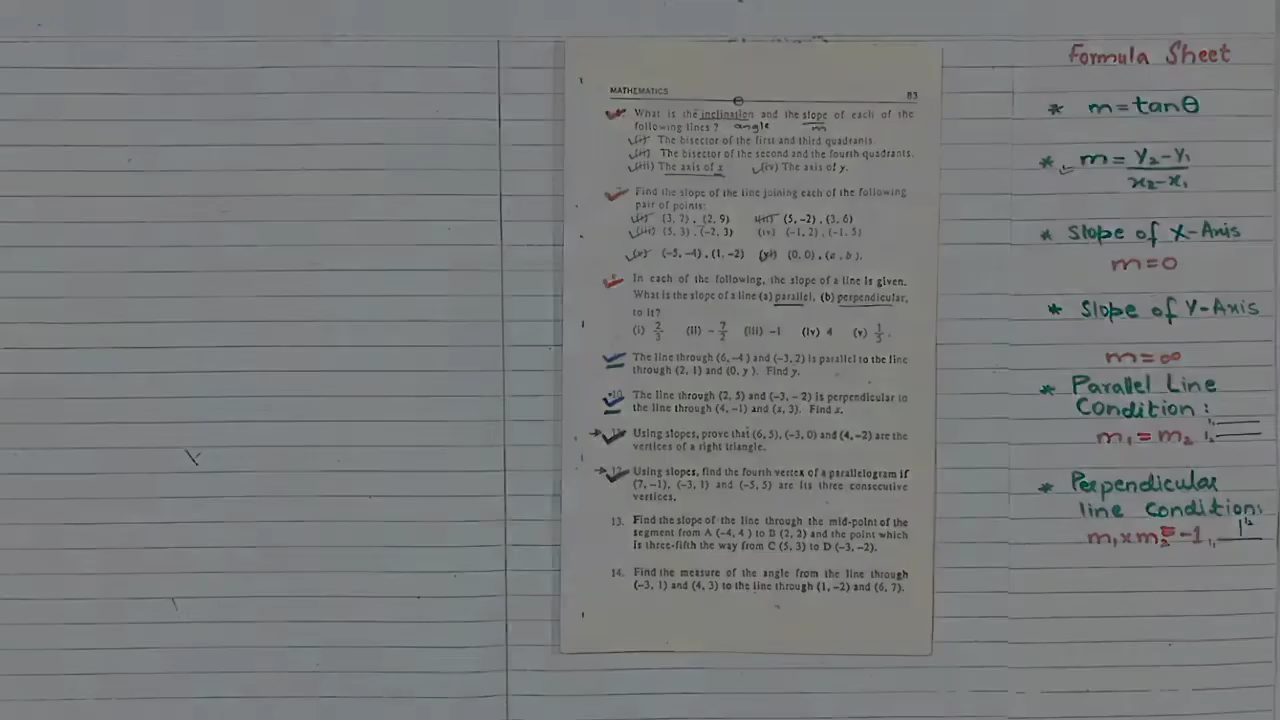 MATHEMATICS 83
θ
What is the inclination and the slope of each of the
following lines ? angle m
(i) The bisector of the first and third quadrants.
(ii) The bisector of the second and the fourth quadrants.
(iii) The axis of x (iv) The axis of y.
Find the slope of the line joining each of the following
pair of points:
(i) (3, 7) , (2, 9) (ii) (5, -2) , (3, 6)
(iii) (5, 3) , (-2, 3) (iv) (-1, 2) , (-1, 5)
(v) (-5, -4) , (1, -2) (vi) (0, 0) , (a , b ).
In each of the following, the slope of a line is given.
What is the slope of a line (a) parallel, (b) perpendicular,
to it?
(i) 2/3 (ii) - 7/2 (iii) -1 (iv) 4 (v) 1/5 .
The line through (6, -4 ) and (-3, 2) is parallel to the line
through (2, 1) and (0, y ). Find y.
10. The line through (2, 5) and (-3, - 2) is perpendicular to
the line through (4, -1) and (x, 3). Find x.
Using slopes, prove that (6, 5), (-3, 0) and (4, -2) are the
vertices of a right triangle.
12. Using slopes, find the fourth vertex of a parallelogram if
(7, -1), (-3, 1) and (-5, 5) are its three consecutive
vertices.
13. Find the slope of the line through the mid-point of the
segment from A (-4, 4 ) to B (2, 2) and the point which
is three-fifth the way from C (5, 3) to D (-3, -2).
14. Find the measure of the angle from the line through
(-3, 1) and (4, 3) to the line through (1, -2) and (6, 7).
Formula Sheet
* m = tanθ
* m = y₂-y₁
x₂-x₁
* Slope of X-Axis
m=0
* Slope of Y-Axis
m=∞
* Parallel Line
Condition :
m₁ = m₂
* Perpendicular
line condition:
m₁ x m₂ = -1